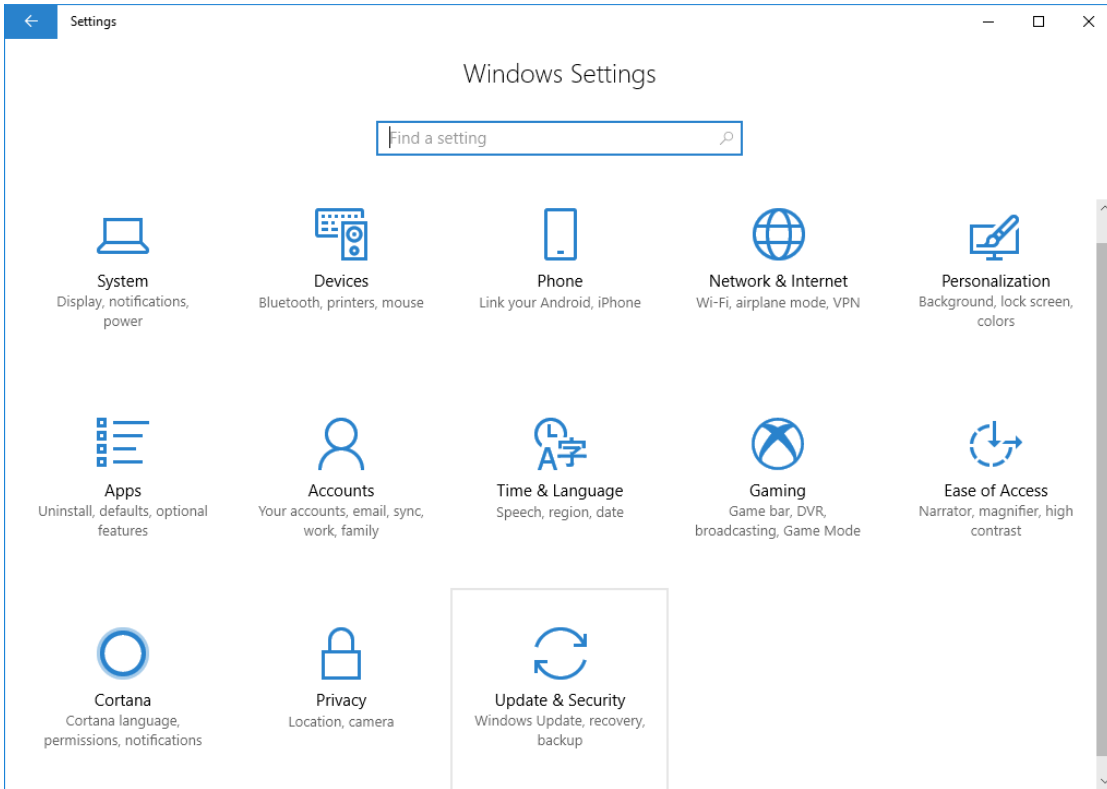 Settings
Windows Settings
Find a setting
System
Display, notifications,
power
Devices
Bluetooth, printers, mouse
Phone
Link your Android, iPhone
Network & Internet
Wi-Fi, airplane mode, VPN
Personalization
Background, lock screen,
colors
Apps
Uninstall, defaults, optional
features
Accounts
Your accounts, email, sync,
work, family
Time & Language
Speech, region, date
Gaming
Game bar, DVR,
broadcasting, Game Mode
Ease of Access
Narrator, magnifier, high
contrast
Cortana
Cortana language,
permissions, notifications
Privacy
Location, camera
Update & Security
Windows Update, recovery,
backup